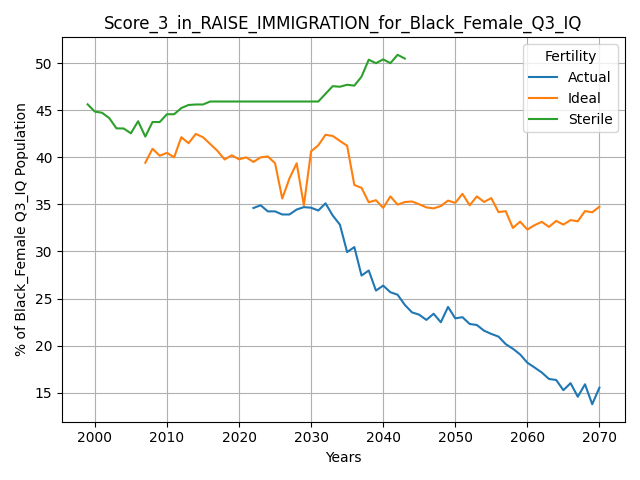 Score_3_in_RAISE_IMMIGRATION_for_Black_Female_Q3_IQ
% of Black_Female Q3_IQ Population
50
45
40
35
30
25
20
15
Fertility
Actual
Ideal
Sterile
2000 2010 2020 2030 2040 2050 2060 2070
Years